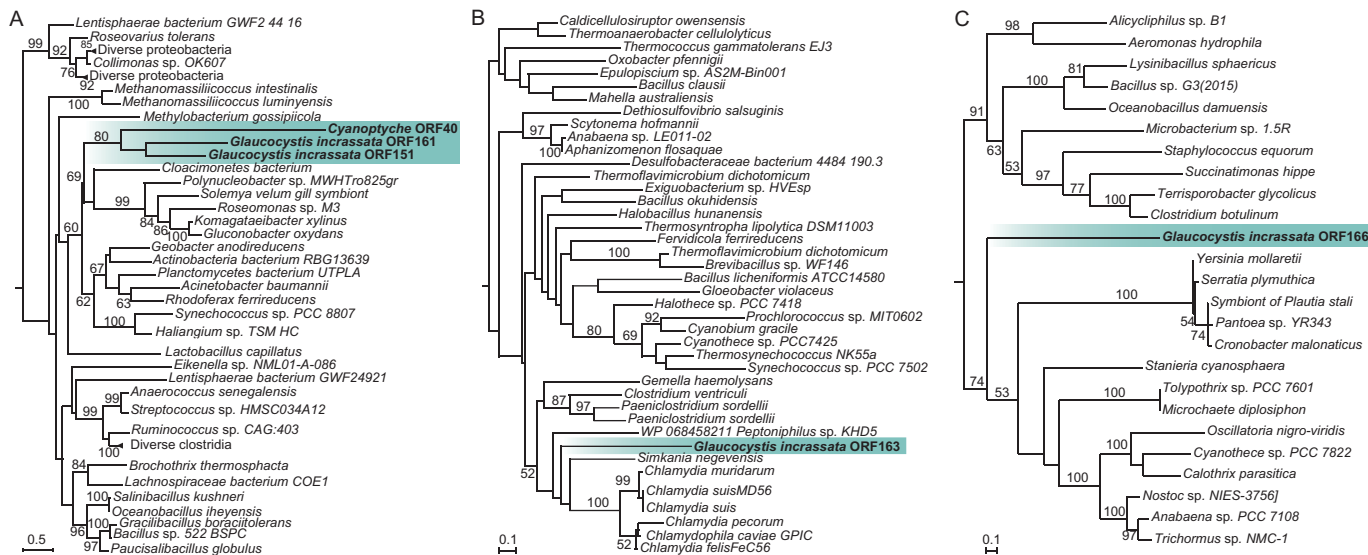 A
Lentisphaerae bacterium GWF2 44 16
99
Roseovarius tolerans
92
85
Diverse proteobacteria
Collimonas sp. OK607
76
Diverse proteobacteria
92
Methanomassiliicoccus intestinalis
100
Methanomassiliicoccus luminyensis
Methylobacterium gossipiicola
Cyanoptyche ORF40
80
Glaucocystis incrassata ORF161
Glaucocystis incrassata ORF151
Cloacimonetes bacterium
69
Polynucleobacter sp. MWHTro825gr
99
Solemya velum gill symbiont
84
Roseomonas sp. M3
86
Komagataeibacter xylinus
100
Gluconobacter oxydans
60
Geobacter anodireducens
67
Actinobacteria bacterium RBG13639
Planctomycetes bacterium UTPLA
62
Acinetobacter baumannii
63
Rhodoferax ferrireducens
Synechococcus sp. PCC 8807
100
Haliangium sp. TSM HC
Lactobacillus capillatus
Eikenella sp. NML01-A-086
Lentisphaerae bacterium GWF24921
Anaerococcus senegalensis
99
99
Streptococcus sp. HMSC034A12
Ruminococcus sp. CAG:403
Diverse clostridia
84
Brochothrix thermosphacta
Lachnospiraceae bacterium COE1
100
Salinibacillus kushneri
Oceanobacillus iheyensis
100
Gracilibacillus boraciitolerans
96
Bacillus sp. 522 BSPC
97
Paucisalibacillus globulus
0.5
B
Caldicellulosiruptor owensensis
Thermoanaerobacter cellulolyticus
Thermococcus gammatolerans EJ3
Oxobacter pfennigii
Epulopiscium sp. AS2M-Bin001
Bacillus clausii
Mahella australiensis
Dethiosulfovibrio salsuginis
Scytonema hofmannii
97
Anabaena sp. LE011-02
100
Aphanizomenon flosaquae
Desulfobacteraceae bacterium 4484 190.3
Thermoflavimicrobium dichotomicum
Exiguobacterium sp. HVEsp
Bacillus okuhidensis
Halobacillus hunanensis
Thermosyntropha lipolytica DSM11003
Fervidicola ferrireducens
100
Thermoflavimicrobium dichotomicum
Brevibacillus sp. WF146
Bacillus licheniformis ATCC14580
Gloeobacter violaceus
Halothece sp. PCC 7418
80
92
Prochlorococcus sp. MIT0602
69
Cyanobium gracile
Cyanothece sp. PCC7425
Thermosynechococcus NK55a
Synechococcus sp. PCC 7502
Gemella haemolysans
87
Clostridium ventriculi
97
Paeniclostridium sordellii
Paeniclostridium sordellii
WP 068458211 Peptoniphilus sp. KHD5
Glaucocystis incrassata ORF163
52
Simkania negevensis
99
Chlamydia muridarum
Chlamydia suisMD56
100
Chlamydia suis
Chlamydia pecorum
Chlamydophila caviae GPIC
52
Chlamydia felisFeC56
0.1
C
98
Alicycliphilus sp. B1
Aeromonas hydrophila
Lysinibacillus sphaericus
81
100
Bacillus sp. G3(2015)
91
Oceanobacillus damuensis
Microbacterium sp. 1.5R
63
Staphylococcus equorum
53
97
Succinatimonas hippe
77
Terrisporobacter glycolicus
100
Clostridium botulinum
Glaucocystis incrassata ORF166
Yersinia mollaretii
Serratia plymuthica
100
Symbiont of Plautia stali
54
Pantoea sp. YR343
74
Cronobacter malonaticus
74
53
Stanieria cyanosphaera
Tolypothrix sp. PCC 7601
100
Microchaete diplosiphon
Oscillatoria nigro-viridis
100
Cyanothece sp. PCC 7822
Calothrix parasitica
Nostoc sp. NIES-3756]
100
Anabaena sp. PCC 7108
97
Trichormus sp. NMC-1
0.1